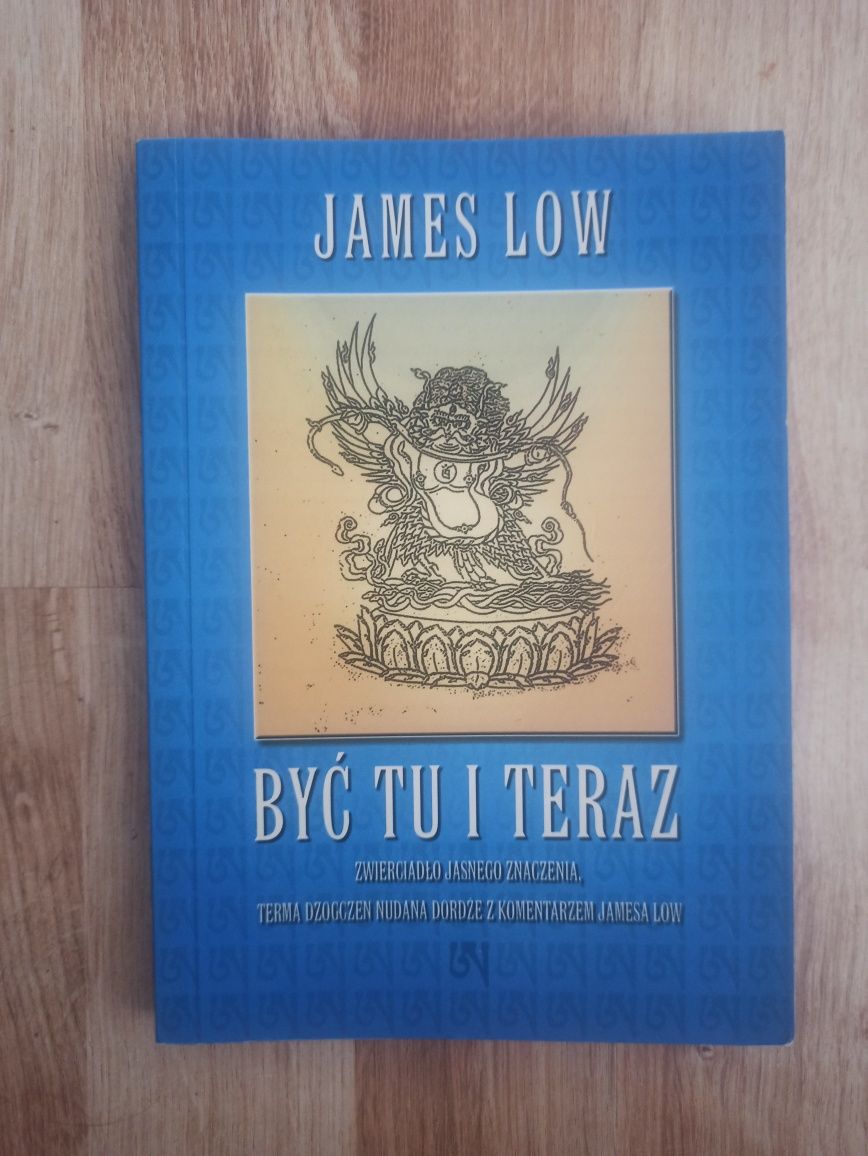 JAMES LOW
BYĆ TU I TERAZ
ZWIERCIADŁO JASNEGO ZNACZENIA.
TERMA DZOGCZEN NUDANA DORDŻE Z KOMENTARZEM JAMESA LOW
ཨ